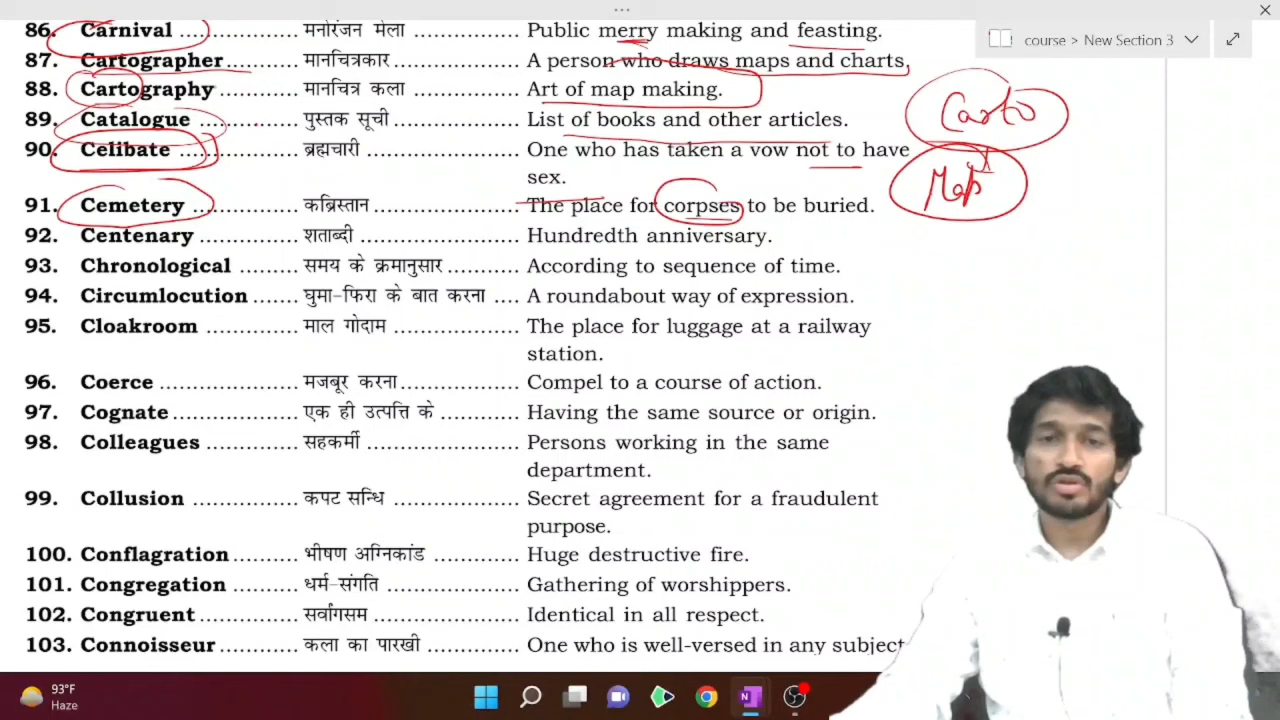 ...
course > New Section 3
86. Carnival .... मनोरंजन मेला .............. Public merry making and feasting.
87. Cartographer ............ मानचित्रकार .................... A person who draws maps and charts.
88. Cartography ............ मानचित्र कला ................... Art of map making.
89. Catalogue ................ पुस्तक सूची ...................... List of books and other articles.
Carto
90. Celibate .... ब्रह्मचारी ........................ One who has taken a vow not to have
sex.
Map
91. Cemetery ... कब्रिस्तान ....................... The place for corpses to be buried.
92. Centenary ............... शताब्दी ......................... Hundredth anniversary.
93. Chronological ......... समय के क्रमानुसार ........... According to sequence of time.
94. Circumlocution ....... घुमा-फिरा के बात करना .... A roundabout way of expression.
95. Cloakroom .............. माल गोदाम .................... The place for luggage at a railway
station.
96. Coerce ..................... मजबूर करना .................. Compel to a course of action.
97. Cognate ................... एक ही उत्पत्ति के ........... Having the same source or origin.
98. Colleagues ............... सहकर्मी ........................ Persons working in the same
department.
99. Collusion ................ कपट सन्धि .................... Secret agreement for a fraudulent
purpose.
100. Conflagration .......... भीषण अग्निकांड .............. Huge destructive fire.
101. Congregation ........... धर्म-संगति ..................... Gathering of worshippers.
102. Congruent ............... सर्वांगसम ...................... Identical in all respect.
103. Connoisseur ............ कला का पारखी .............. One who is well-versed in any subject
93°F
Haze